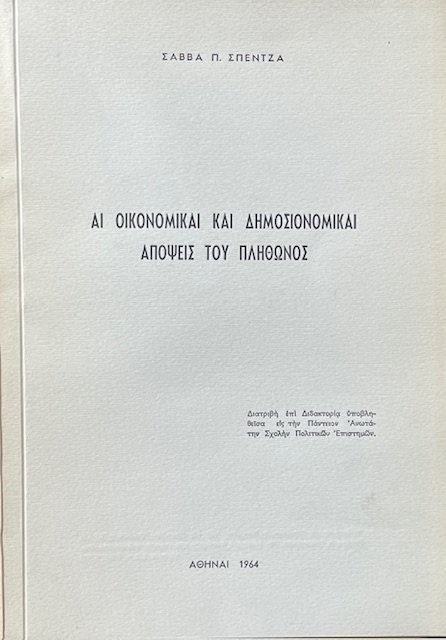 ΣΑΒΒΑ Π. ΣΠΕΝΤΖΑ
ΑΙ ΟΙΚΟΝΟΜΙΚΑΙ ΚΑΙ ΔΗΜΟΣΙΟΝΟΜΙΚΑΙ
ΑΠΟΨΕΙΣ ΤΟΥ ΠΛΗΘΩΝΟΣ
Διατριβὴ ἐπὶ Διδακτορίᾳ ὑποβλη-
θεῖσα εἰς τὴν Πάντειον Ἀνωτά-
την Σχολὴν Πολιτικῶν Ἐπιστημῶν.
ΑΘΗΝΑΙ 1964